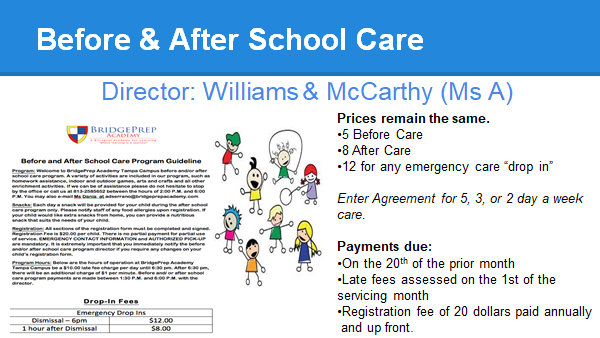 Before & After School Care
Director: Williams & McCarthy (Ms A)
BRIDGEPREP
ACADEMY
Before and After School Care Program Guideline
Program: Welcome to BridgePrep Academy Tampa Campus before and/or after
school care program. A variety of activities are included in our program, such as
homework assistance, indoor and outdoor games, and arts and crafts and all other
enrichment activities. If we can be of assistance please do not hesitate to stop
by the office or call us at 813-2585652 between the hours of 2:00 P.M. & 6:00
P.M. You may also e-mail Ms Dania at
Snacks: Each day a snack will be provided for your child during the after school
care program only. Please notify staff of any food allergies upon registration. If
your child would like extra snacks from home, you can provide a nutritious
snack that suits the needs of your child.
Registration: All sections of the registration form must be completed and signed.
Registration Fee is $20.00 per child. There is no partial payment for partial use
of service. EMERGENCY CONTACT INFORMATION and AUTHORIZED PICK-UP
are mandatory. It is extremely important that you immediately notify the before
and/or after school care program director if you require any changes on your
child's registration form.
Program Hours: Below are the hours of operation at BridgePrep Academy
Tampa Campus be a $10.00 late fee charge per day until 6:30 pm. After 6:30 pm,
there will be an additional charge of $1 per minute. Before and/ or after school
care program payments are made between 1:30 P.M. and 6:00 P.M. with the
director.
Drop-In Fees
Emergency Drop Ins
Dismissal – 6pm $12.00
1 hour after Dismissal $8.00
Prices remain the same.
•5 Before Care
•8 After Care
•12 for any emergency care “drop in”
Enter Agreement for 5, 3, or 2 day a week
care.
Payments due:
•On the 20th of the prior month
•Late fees assessed on the 1st of the
servicing month
•Registration fee of 20 dollars paid annually
and up front.